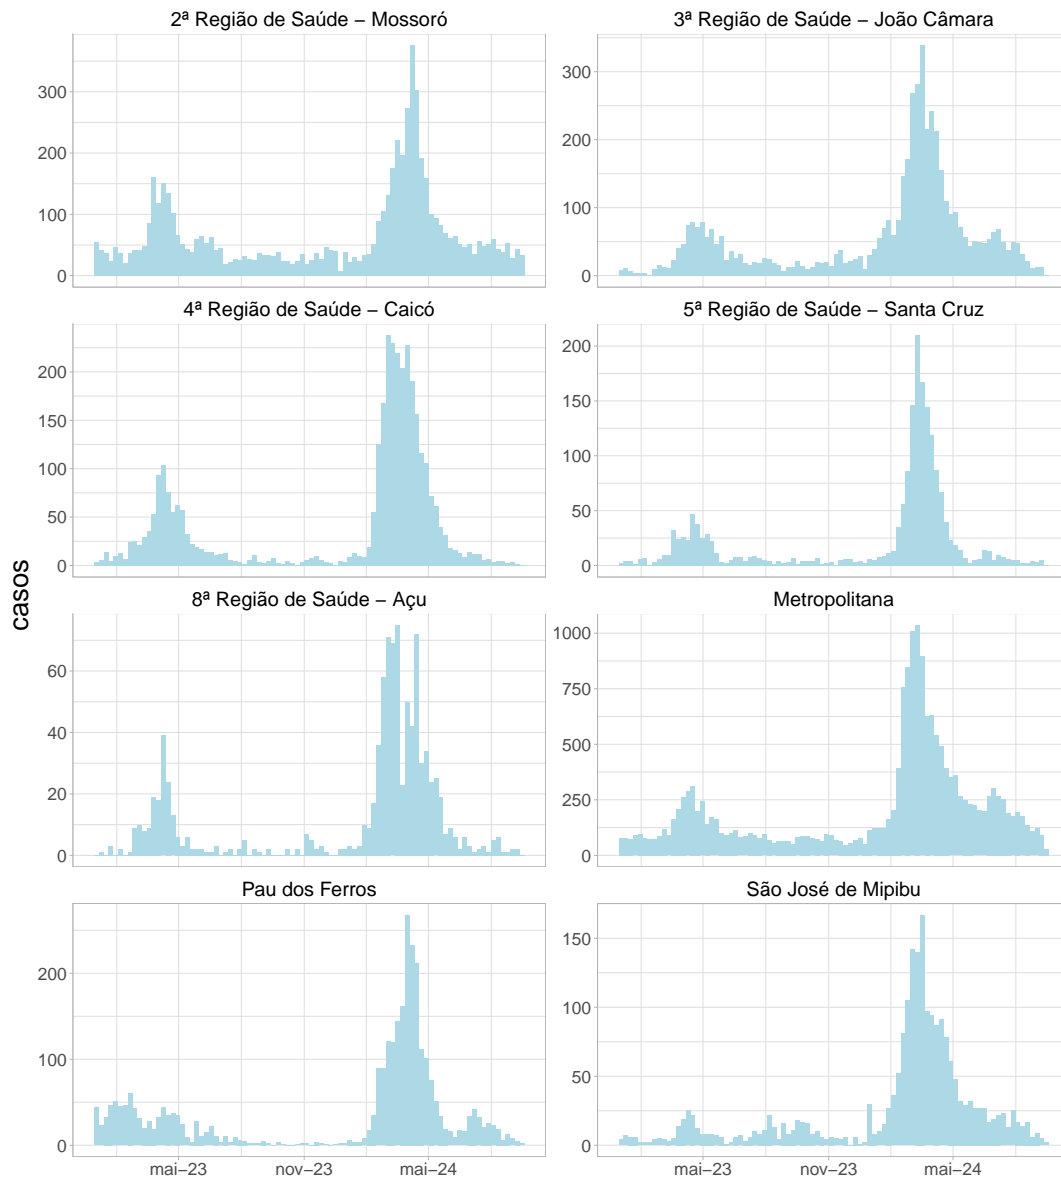 2ª Região de Saúde – Mossoró
3ª Região de Saúde – João Câmara
300
200
100
0
300
200
100
0
4ª Região de Saúde – Caicó
5ª Região de Saúde – Santa Cruz
200
150
100
50
0
200
150
100
50
0
casos
8ª Região de Saúde – Açu
Metropolitana
60
40
20
0
1000
750
500
250
0
Pau dos Ferros
São José de Mipibu
200
100
0
150
100
50
0
mai–23
nov–23
mai–24
mai–23
nov–23
mai–24